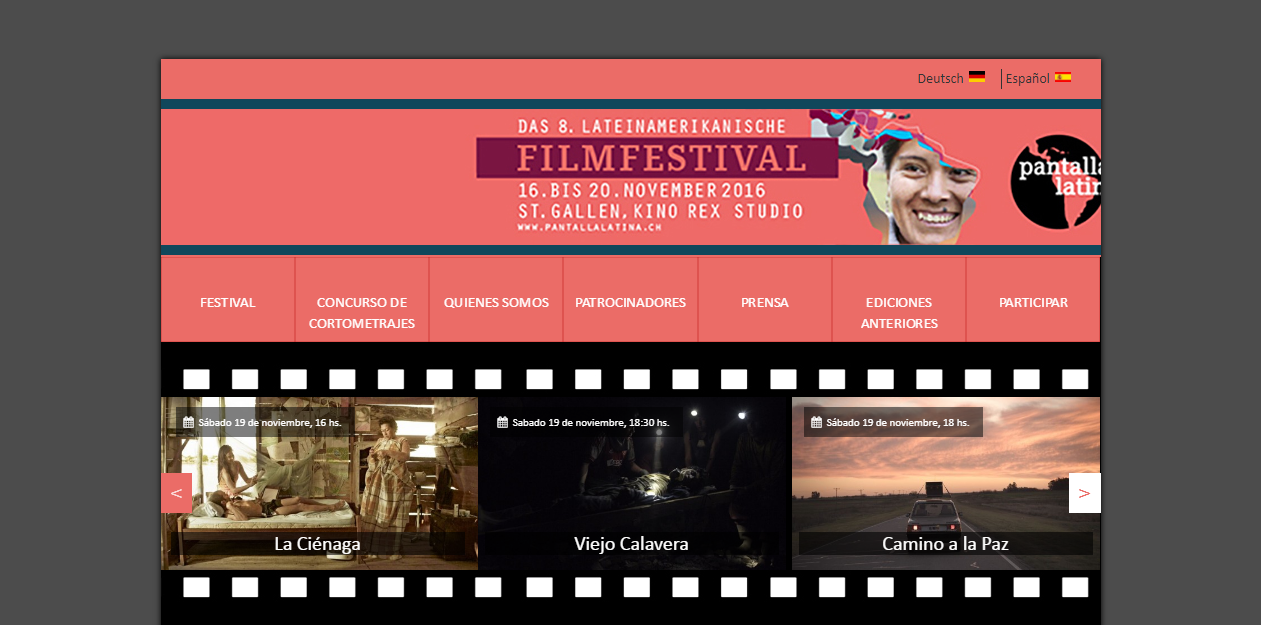 Deutsch
Español
DAS 8. LATEINAMERIKANISCHE
FILMFESTIVAL
16. BIS 20. NOVEMBER 2016
ST. GALLEN, KINO REX STUDIO
WWW.PANTALLALATINA.CH
pantalla
latin
FESTIVAL
CONCURSO DE
CORTOMETRAJES
QUIENES SOMOS
PATROCINADORES
PRENSA
EDICIONES
ANTERIORES
PARTICIPAR
Sábado 19 de noviembre, 16 hs.
Sabado 19 de noviembre, 18:30 hs.
Sábado 19 de noviembre, 18 hs.
<
>
La Ciénaga
Viejo Calavera
Camino a la Paz